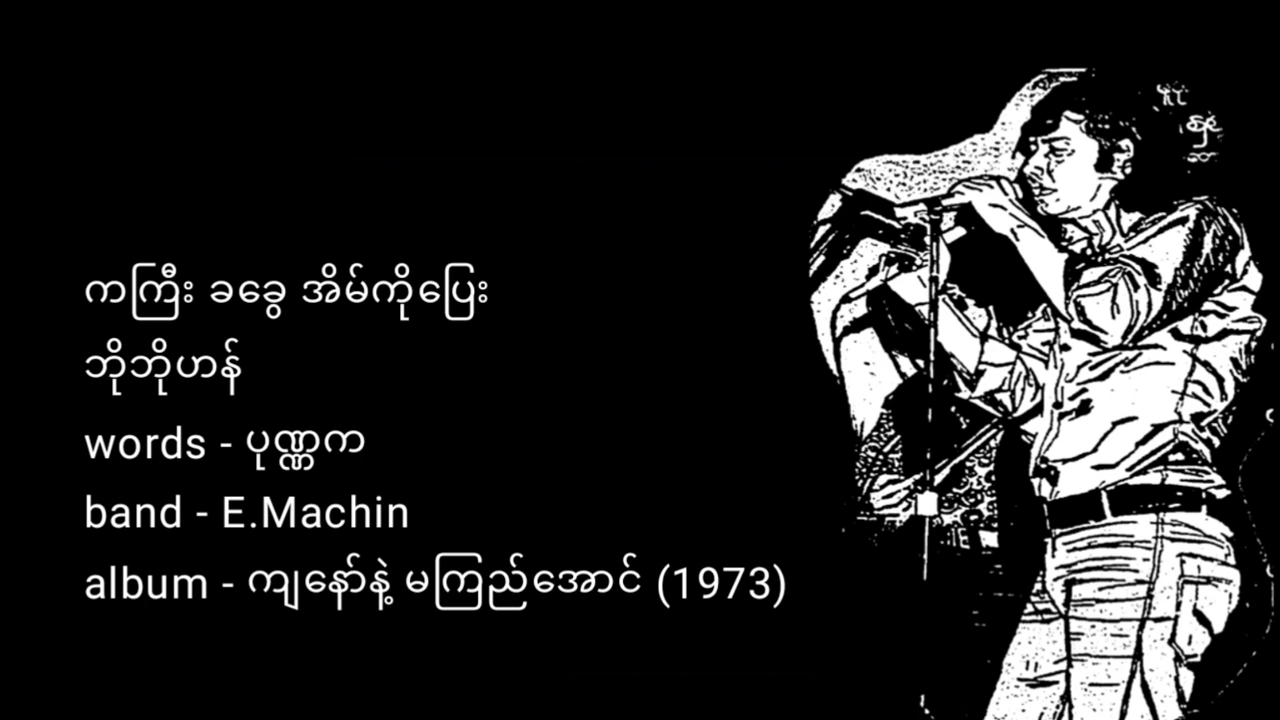 ကကြီး ခခွေ အိမ်ကိုပြေး
ဘိုဘိုဟန်
words - ပုဏ္ဏက
band - E.Machin
album - ကျနော်နဲ့ မကြည်အောင် (1973)